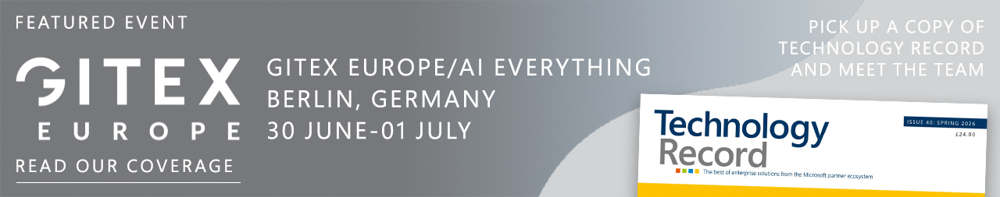 FEATURED EVENT
GITEX
EUROPE
READ OUR COVERAGE
GITEX EUROPE/AI EVERYTHING
BERLIN, GERMANY
30 JUNE-01 JULY
PICK UP A COPY OF
TECHNOLOGY RECORD
AND MEET THE TEAM
Technology
Record
The best of enterprise solutions from the Microsoft partner ecosystem
ISSUE 40: SPRING 2026
£24.00